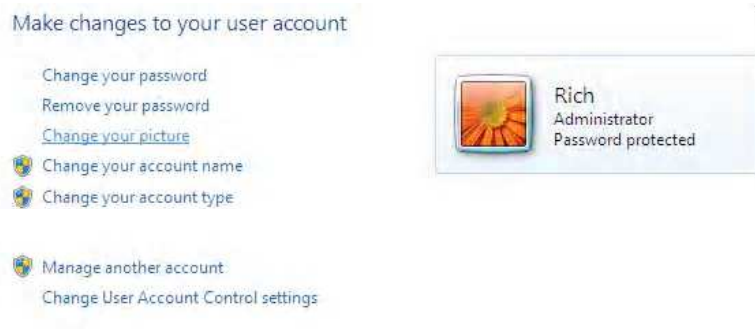 Make changes to your user account
Change your password
Remove your password
Change your picture
Change your account name
Change your account type
Manage another account
Change User Account Control settings
Rich
Administrator
Password protected